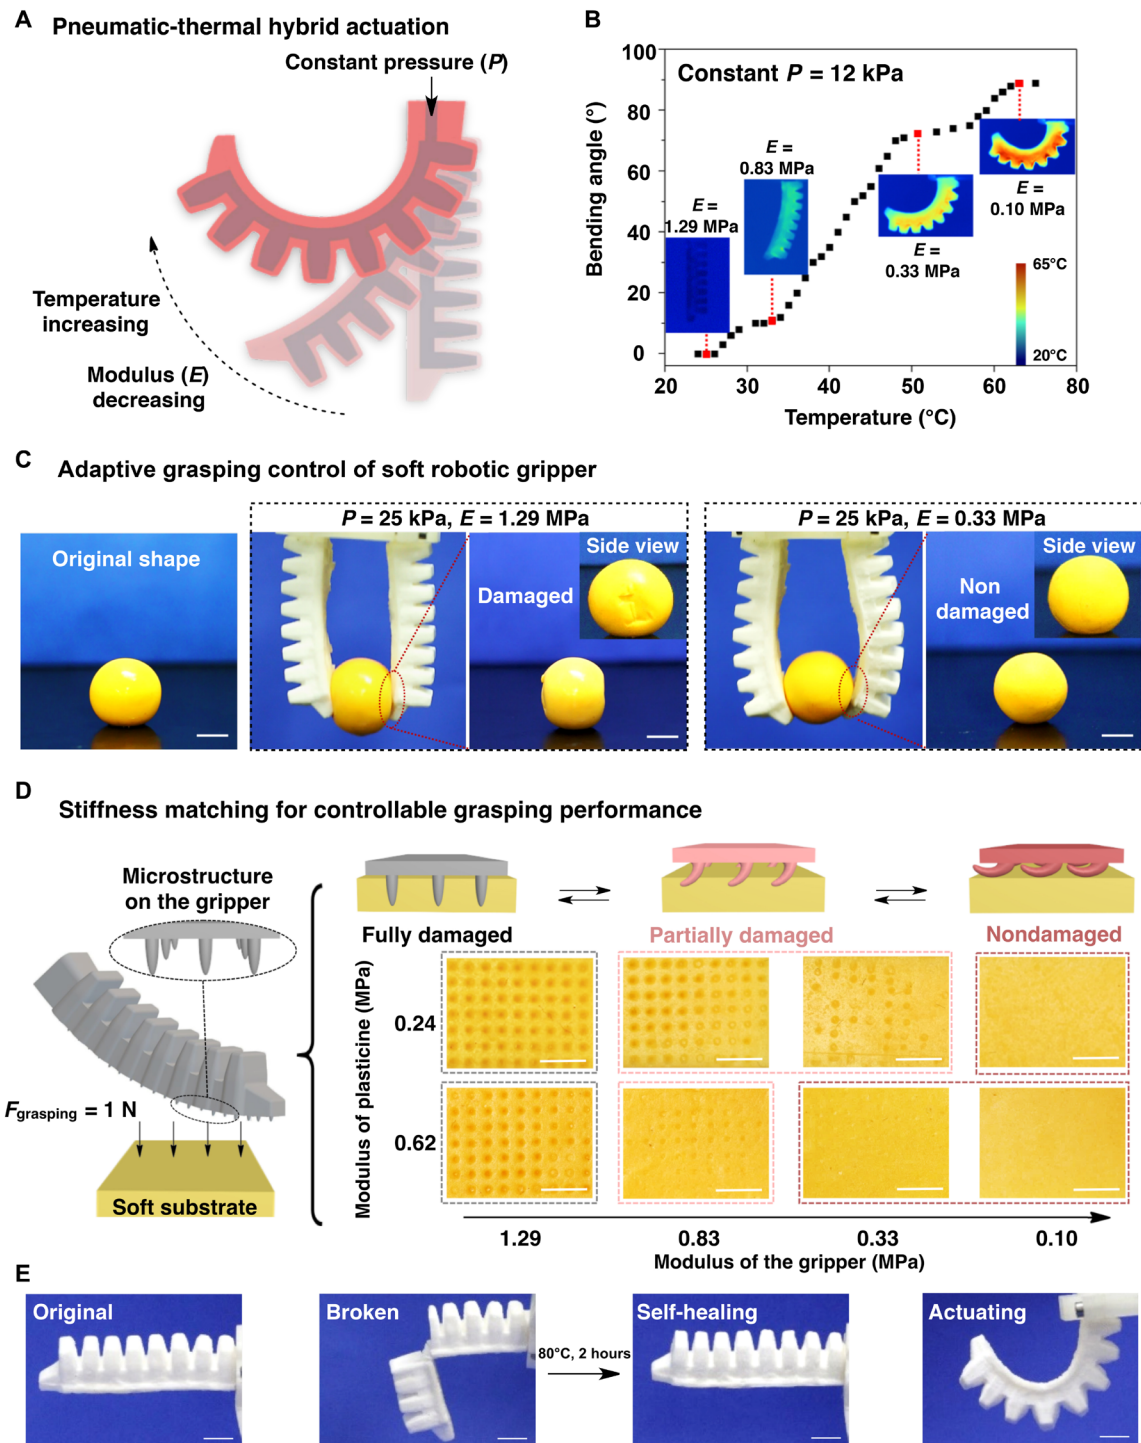 A
Pneumatic-thermal hybrid actuation
Constant pressure (P)
Temperature
increasing
Modulus (E)
decreasing
B
Constant P = 12 kPa
Bending angle (°)
100
80
60
40
20
0
E =
1.29 MPa
E =
0.83 MPa
E =
0.33 MPa
E =
0.10 MPa
65°C
20°C
20
30
40
50
60
70
80
Temperature (°C)
C
Adaptive grasping control of soft robotic gripper
Original shape
P = 25 kPa, E = 1.29 MPa
Damaged
Side view
P = 25 kPa, E = 0.33 MPa
Non
damaged
Side view
D
Stiffness matching for controllable grasping performance
Microstructure
on the gripper
Fgrasping = 1 N
Soft substrate
Fully damaged
Partially damaged
Nondamaged
Modulus of plasticine (MPa)
0.24
0.62
1.29
0.83
0.33
0.10
Modulus of the gripper (MPa)
E
Original
Broken
80°C, 2 hours
Self-healing
Actuating